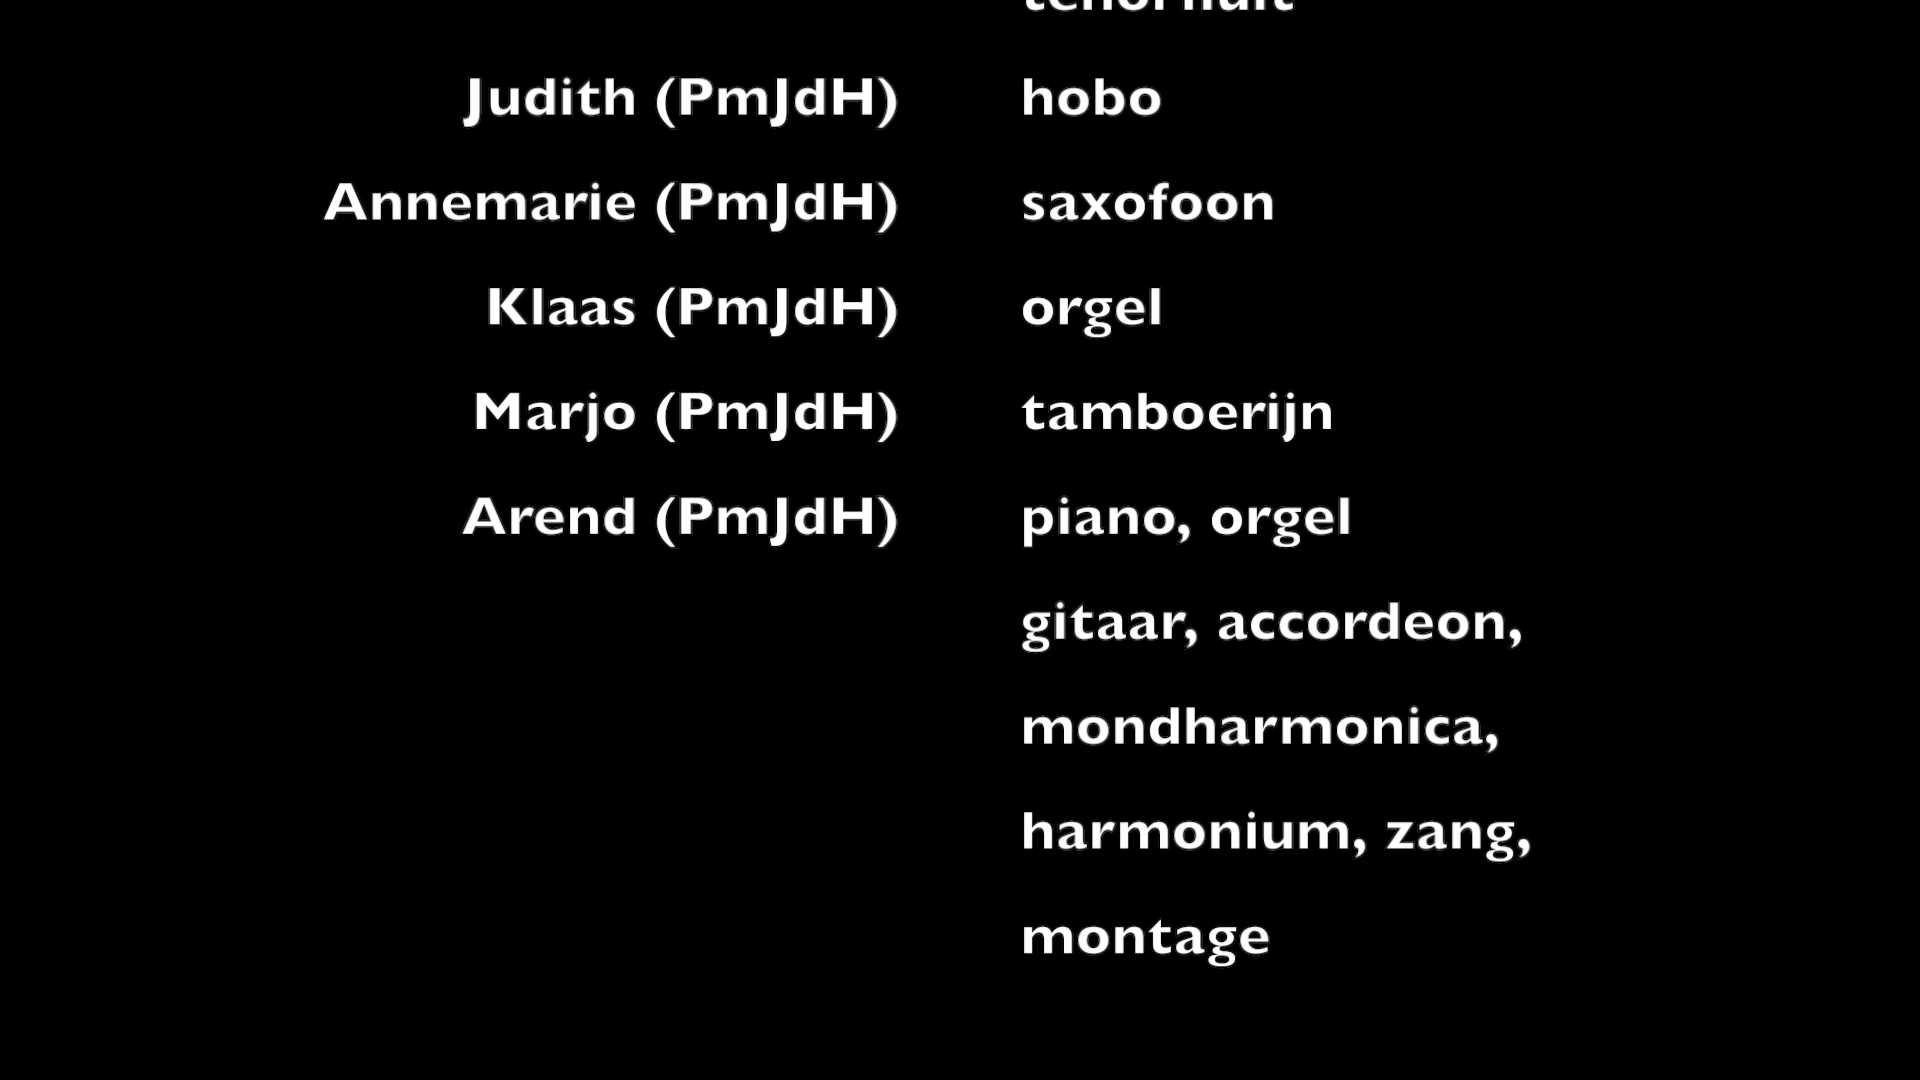 Judith (PmJdH) hobo
Annemarie (PmJdH) saxofoon
Klaas (PmJdH) orgel
Marjo (PmJdH) tamboerijn
Arend (PmJdH) piano, orgel
gitaar, accordeon,
mondharmonica,
harmonium, zang,
montage